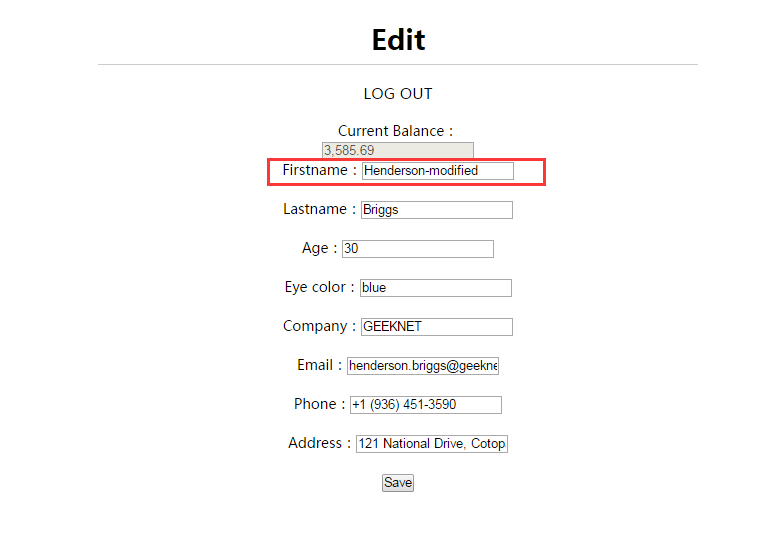 Edit
LOG OUT
Current Balance :
3,585.69
Firstname : Henderson-modified
Lastname : Briggs
Age : 30
Eye color : blue
Company : GEEKNET
Email : henderson.briggs@geekne
Phone : +1 (936) 451-3590
Address : 121 National Drive, Cotop
Save